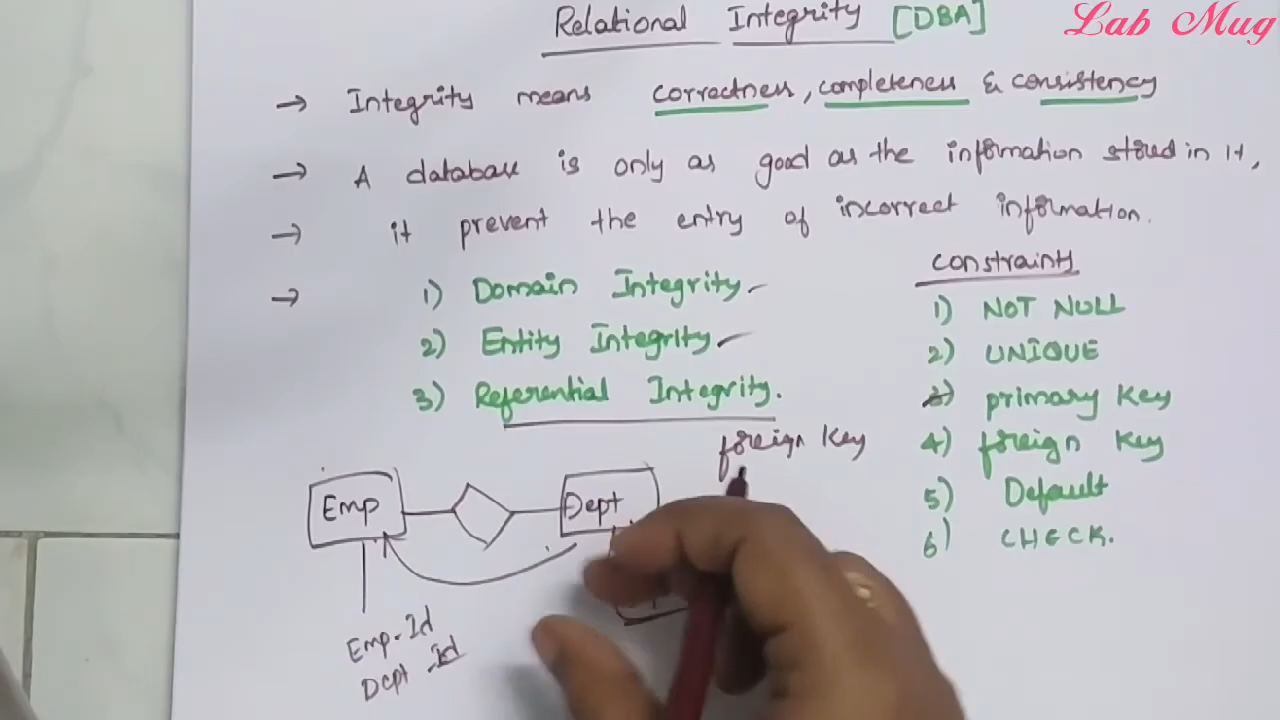 Lab Mug
Relational Integrity [DBA]
→ Integrity means correctness, completeness & consistency
→ A database is only as good as the information stored in it,
→ it prevent the entry of incorrect information.
→ 1) Domain Integrity
2) Entity Integrity
3) Referential Integrity.
constraints
1) NOT NULL
2) UNIQUE
3) primary Key
4) foreign Key
5) Default
6) CHECK.
foreign Key
Emp
Dept
Emp-Id
Dept-Id